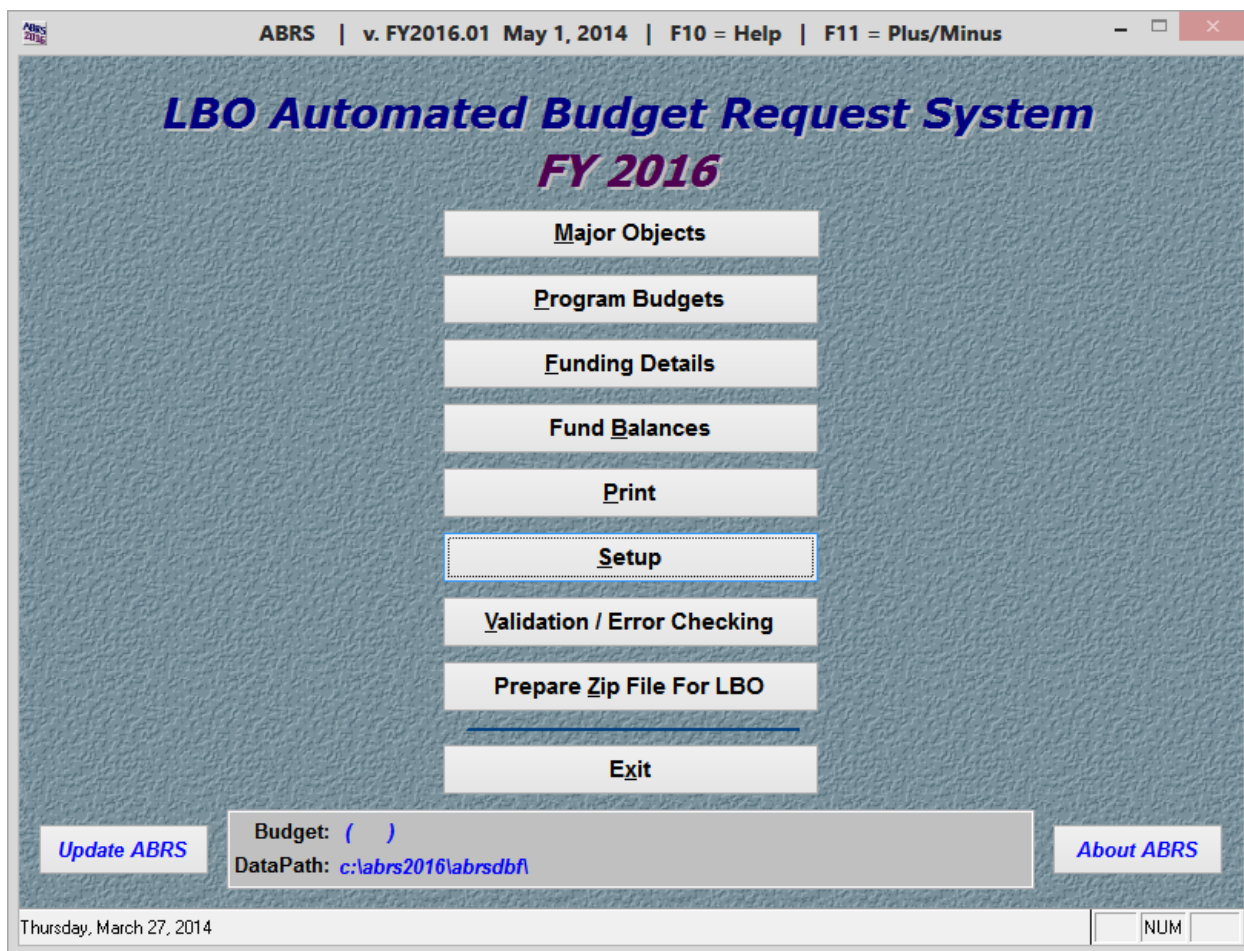 ABRS 2016
ABRS | v. FY2016.01 May 1, 2014 | F10 = Help | F11 = Plus/Minus
LBO Automated Budget Request System
FY 2016
Major Objects
Program Budgets
Funding Details
Fund Balances
Print
Setup
Validation / Error Checking
Prepare Zip File For LBO
Exit
Update ABRS
Budget: ( )
DataPath: c:\abrs2016\abrsdbf\
About ABRS
Thursday, March 27, 2014
NUM